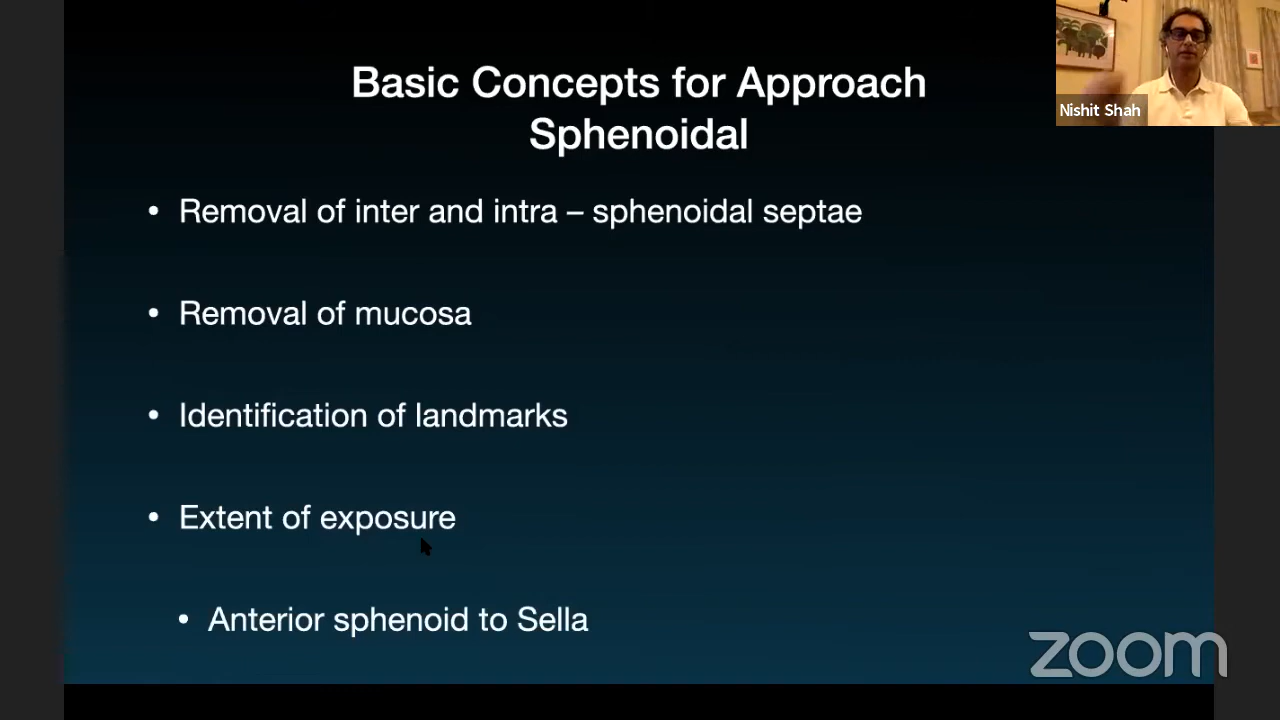 Basic Concepts for Approach
Sphenoidal
Nishit Shah
• Removal of inter and intra – sphenoidal septae
• Removal of mucosa
• Identification of landmarks
• Extent of exposure
• Anterior sphenoid to Sella
zoom